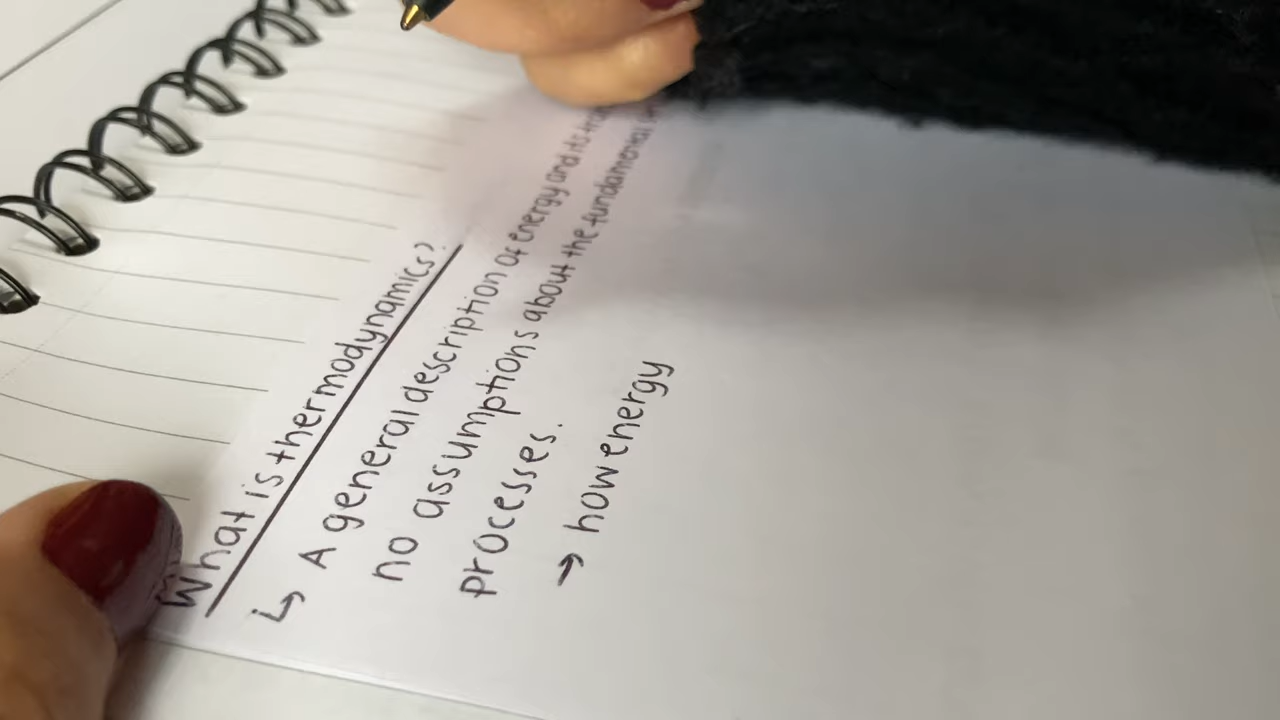 What is thermodynamics?
↳ A general description of energy and its
no assumptions about the fundamental
processes.
→ how energy